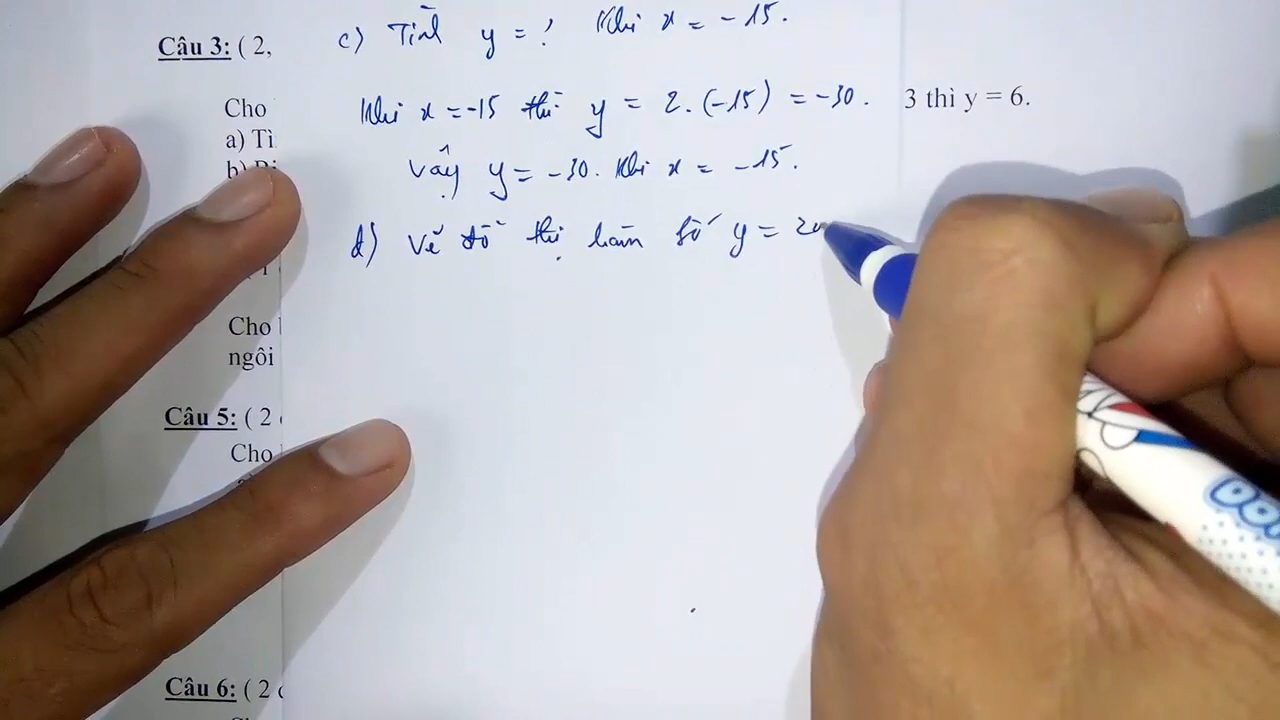 c) Tính y = ? Khi x = -15.
Câu 3: ( 2,
Khi x = -15 thì y = 2.(-15) = -30.
Cho 3 thì y = 6.
a) Tì
vậy y = -30. Khi x = -15.
d) Vẽ đồ thị hàm số y = 2x
Cho
ngôi
Câu 5: ( 2
Cho
Câu 6: ( 2